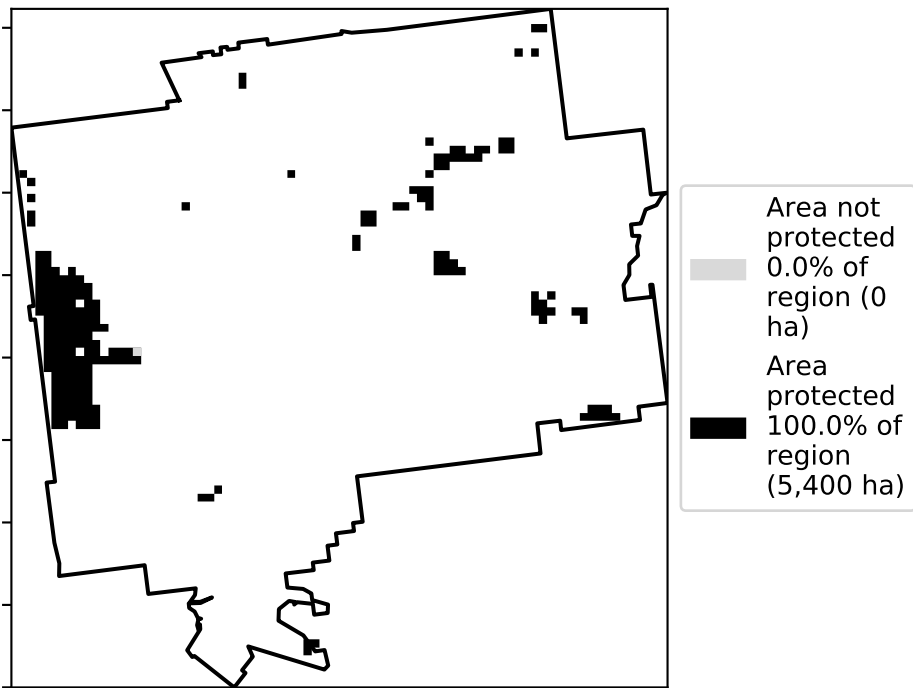 Area not
protected
0.0% of
region (0
ha)
Area
protected
100.0% of
region
(5,400 ha)